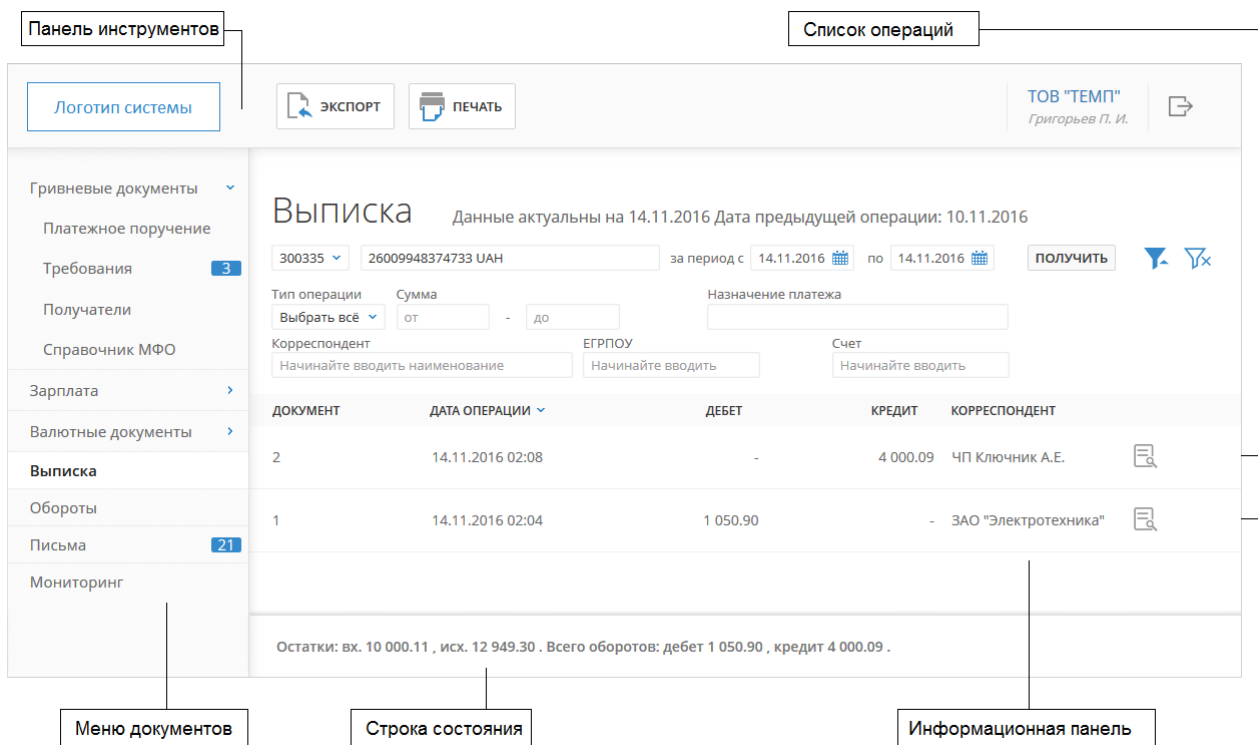 Панель инструментов
Список операций
Логотип системы
ЭКСПОРТ
ПЕЧАТЬ
ТОВ "ТЕМП"
Григорьев П. И.
Гривневые документы
Платежное поручение
Требования 3
Получатели
Справочник МФО
Зарплата
Валютные документы
Выписка
Обороты
Письма 21
Мониторинг
Выписка Данные актуальны на 14.11.2016 Дата предыдущей операции: 10.11.2016
300335 26009948374733 UAH за период с 14.11.2016 по 14.11.2016 ПОЛУЧИТЬ
Тип операции Сумма Назначение платежа
Выбрать всё от - до
Корреспондент ЕГРПОУ Счет
Начинайте вводить наименование Начинайте вводить Начинайте вводить
ДОКУМЕНТ ДАТА ОПЕРАЦИИ ДЕБЕТ КРЕДИТ КОРРЕСПОНДЕНТ
2 14.11.2016 02:08 - 4 000.09 ЧП Ключник А.Е.
1 14.11.2016 02:04 1 050.90 - ЗАО "Электротехника"
Остатки: вх. 10 000.11 , исх. 12 949.30 . Всего оборотов: дебет 1 050.90 , кредит 4 000.09 .
Меню документов
Строка состояния
Информационная панель